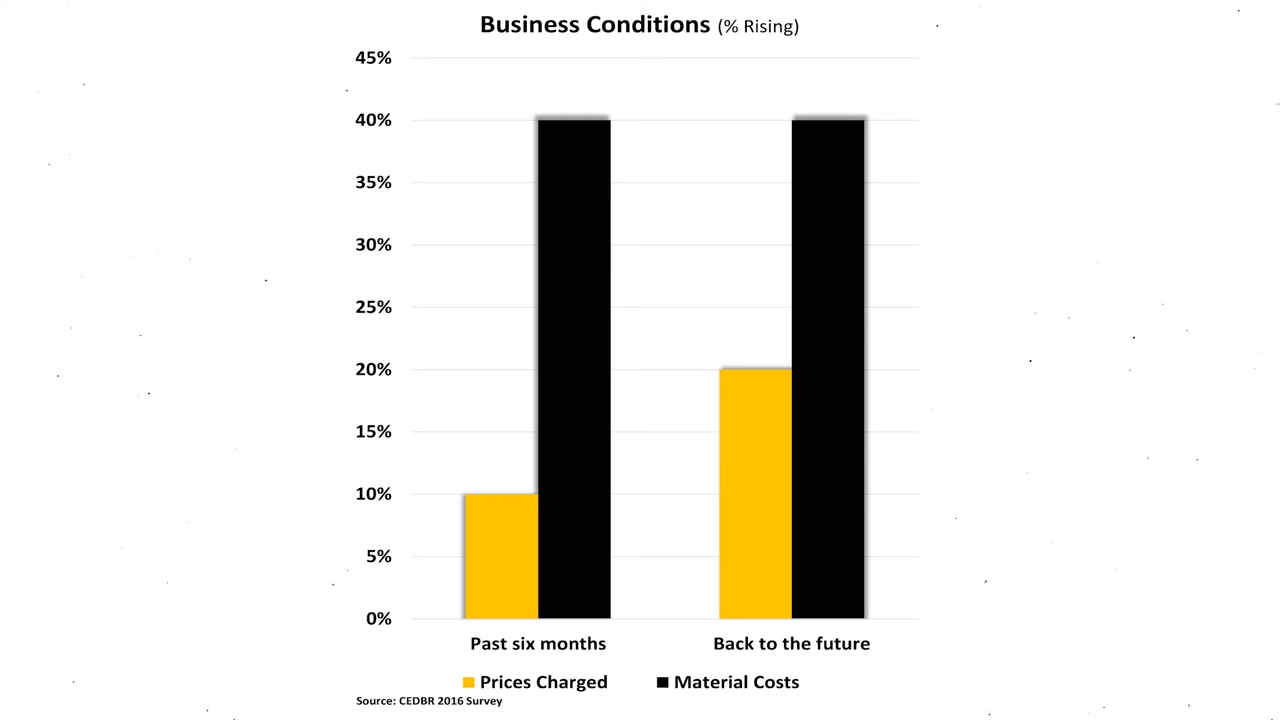 Business Conditions (% Rising)
45%
40%
35%
30%
25%
20%
15%
10%
5%
0%
Past six months
Back to the future
Prices Charged
Material Costs
Source: CEDBR 2016 Survey